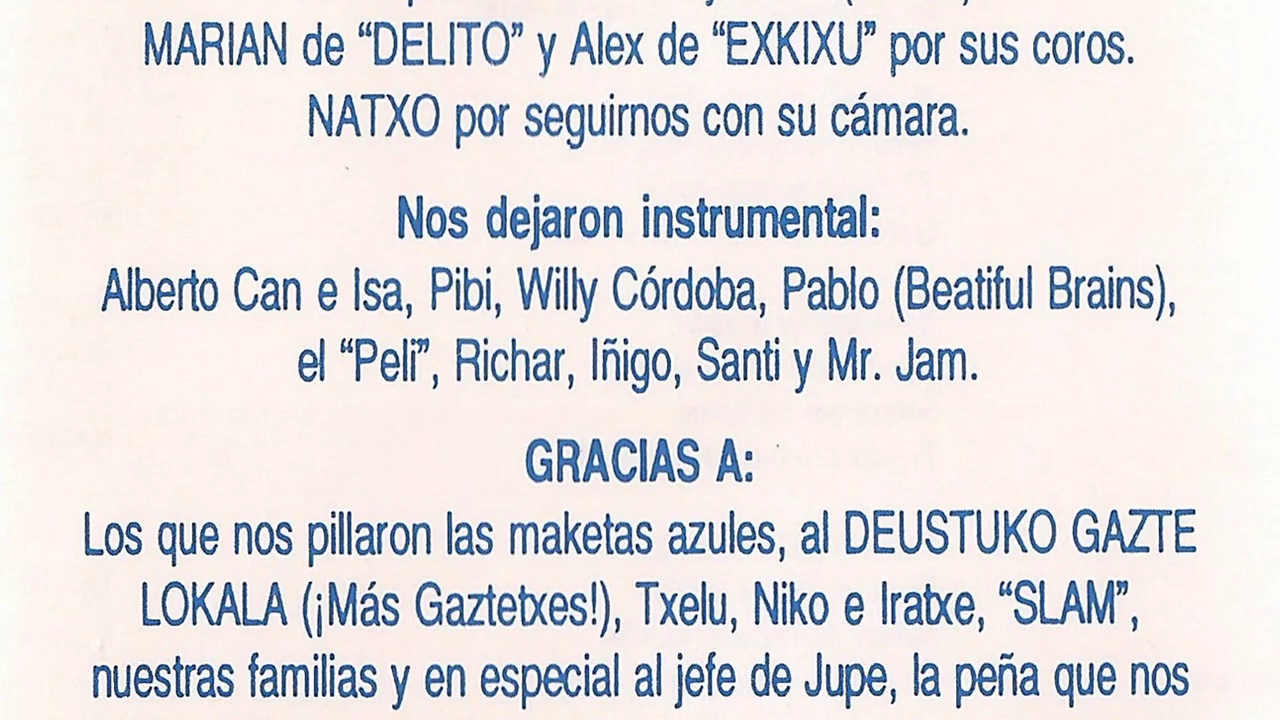 MARIAN de “DELITO” y Alex de “EXKIXU” por sus coros.
NATXO por seguirnos con su cámara.
Nos dejaron instrumental:
Alberto Can e Isa, Pibi, Willy Córdoba, Pablo (Beatiful Brains),
el “Peli”, Richar, Iñigo, Santi y Mr. Jam.
GRACIAS A:
Los que nos pillaron las maketas azules, al DEUSTUKO GAZTE
LOKALA (¡Más Gaztetxes!), Txelu, Niko e Iratxe, “SLAM”,
nuestras familias y en especial al jefe de Jupe, la peña que nos